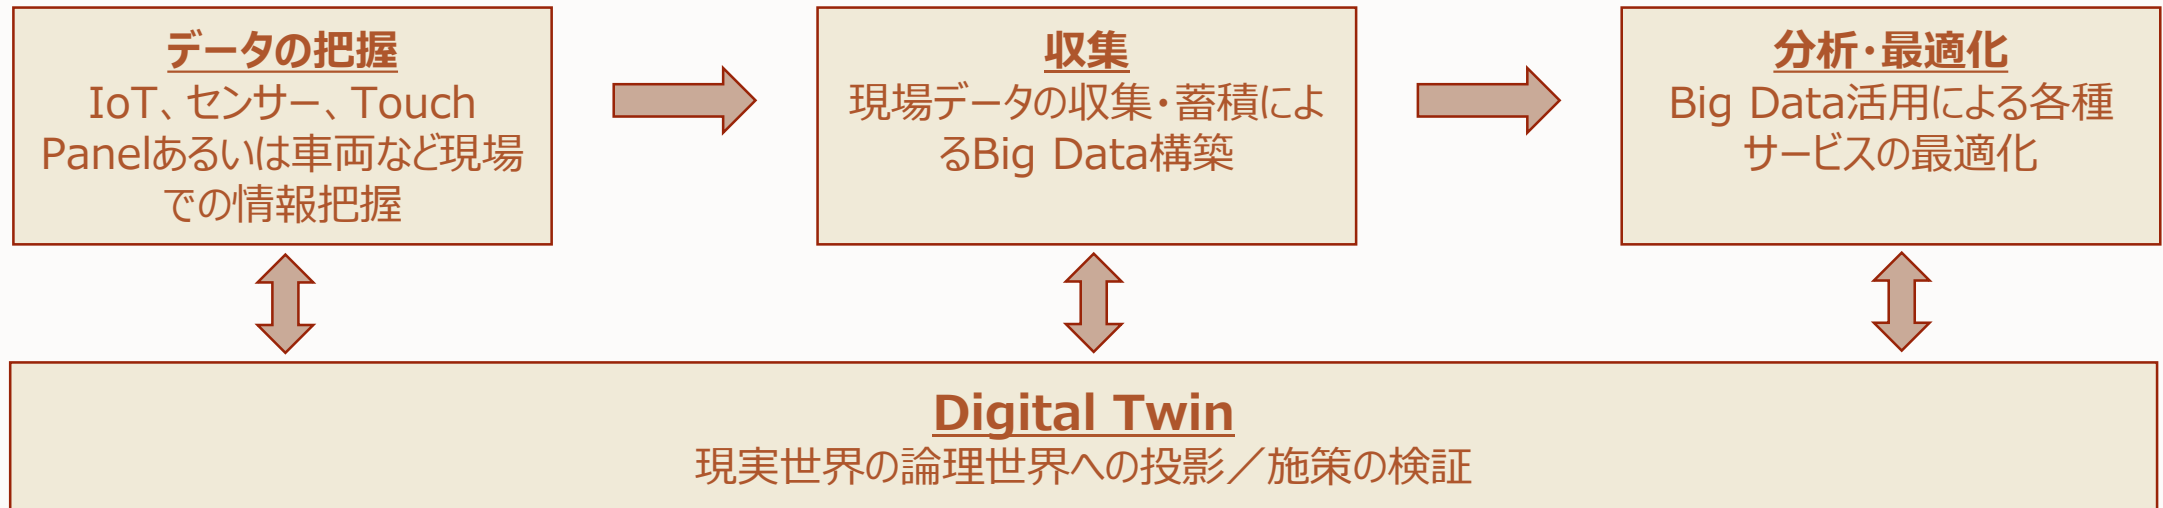 データの把握
IoT、センサー、Touch
Panelあるいは車両など現場
での情報把握
収集
現場データの収集・蓄積によ
るBig Data構築
分析・最適化
Big Data活用による各種
サービスの最適化
Digital Twin
現実世界の論理世界への投影／施策の検証